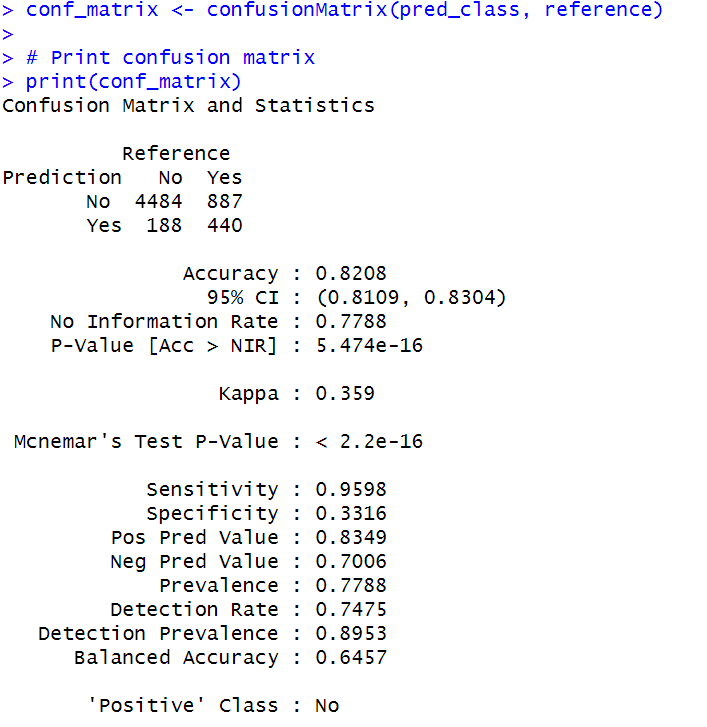 > conf_matrix <- confusionMatrix(pred_class, reference)
>
> # Print confusion matrix
> print(conf_matrix)
Confusion Matrix and Statistics

          Reference
Prediction   No  Yes
       No  4484  887
       Yes  188  440

               Accuracy : 0.8208
                 95% CI : (0.8109, 0.8304)
    No Information Rate : 0.7788
    P-Value [Acc > NIR] : 5.474e-16

                  Kappa : 0.359

 Mcnemar's Test P-Value : < 2.2e-16

            Sensitivity : 0.9598
            Specificity : 0.3316
         Pos Pred Value : 0.8349
         Neg Pred Value : 0.7006
             Prevalence : 0.7788
         Detection Rate : 0.7475
   Detection Prevalence : 0.8953
      Balanced Accuracy : 0.6457

       'Positive' Class : No